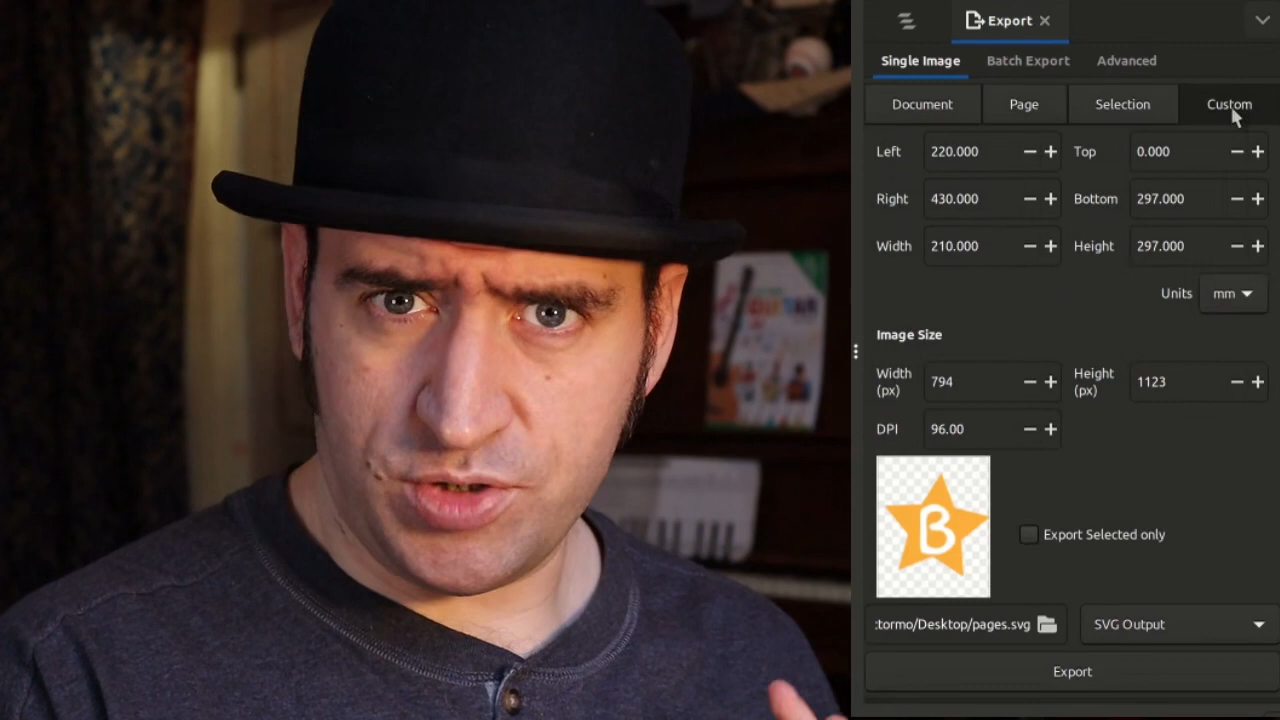 Export
Single Image Batch Export Advanced
Document Page Selection Custom
Left 220.000 Top 0.000
Right 430.000 Bottom 297.000
Width 210.000 Height 297.000
Units mm
Image Size
Width (px) 794 Height (px) 1123
DPI 96.00
B
Export Selected only
:tormo/Desktop/pages.svg SVG Output
Export
GUITAR